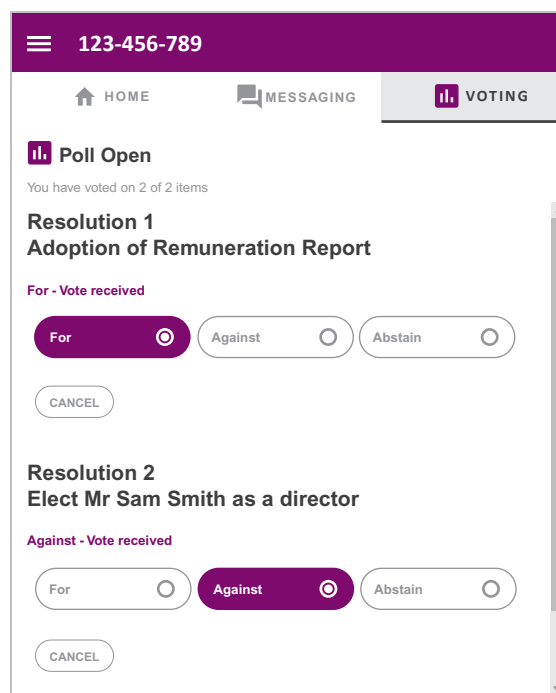 123-456-789
HOME MESSAGING VOTING
Poll Open
You have voted on 2 of 2 items
Resolution 1
Adoption of Remuneration Report
For - Vote received
For Against Abstain
CANCEL
Resolution 2
Elect Mr Sam Smith as a director
Against - Vote received
For Against Abstain
CANCEL